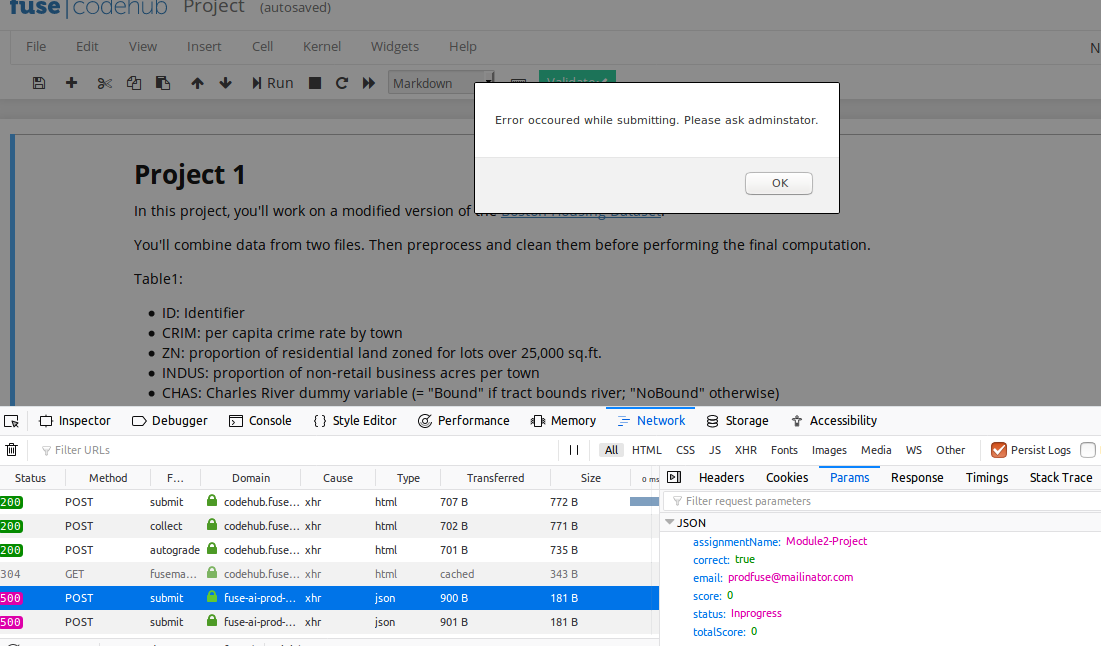 fuse|codehub Project (autosaved)
File Edit View Insert Cell Kernel Widgets Help N
Run Markdown Validate
Error occoured while submitting. Please ask adminstator.
OK
Project 1
In this project, you'll work on a modified version of the Boston Housing Dataset.
You'll combine data from two files. Then preprocess and clean them before performing the final computation.
Table1:
• ID: Identifier
• CRIM: per capita crime rate by town
• ZN: proportion of residential land zoned for lots over 25,000 sq.ft.
• INDUS: proportion of non-retail business acres per town
• CHAS: Charles River dummy variable (= "Bound" if tract bounds river; "NoBound" otherwise)
Inspector Debugger Console Style Editor Performance Memory Network Storage Accessibility
Filter URLs All HTML CSS JS XHR Fonts Images Media WS Other Persist Logs
Status Method F... Domain Cause Type Transferred Size 0 ms
Headers Cookies Params Response Timings Stack Trace
200 POST submit codehub.fuse... xhr html 707 B 772 B
200 POST collect codehub.fuse... xhr html 702 B 771 B
200 POST autograde codehub.fuse... xhr html 701 B 735 B
304 GET fusema... codehub.fuse... xhr html cached 343 B
500 POST submit fuse-ai-prod-... xhr json 900 B 181 B
500 POST submit fuse-ai-prod-... xhr json 901 B 181 B
Filter request parameters
JSON
assignmentName: Module2-Project
correct: true
email: prodfuse@mailinator.com
score: 0
status: Inprogress
totalScore: 0